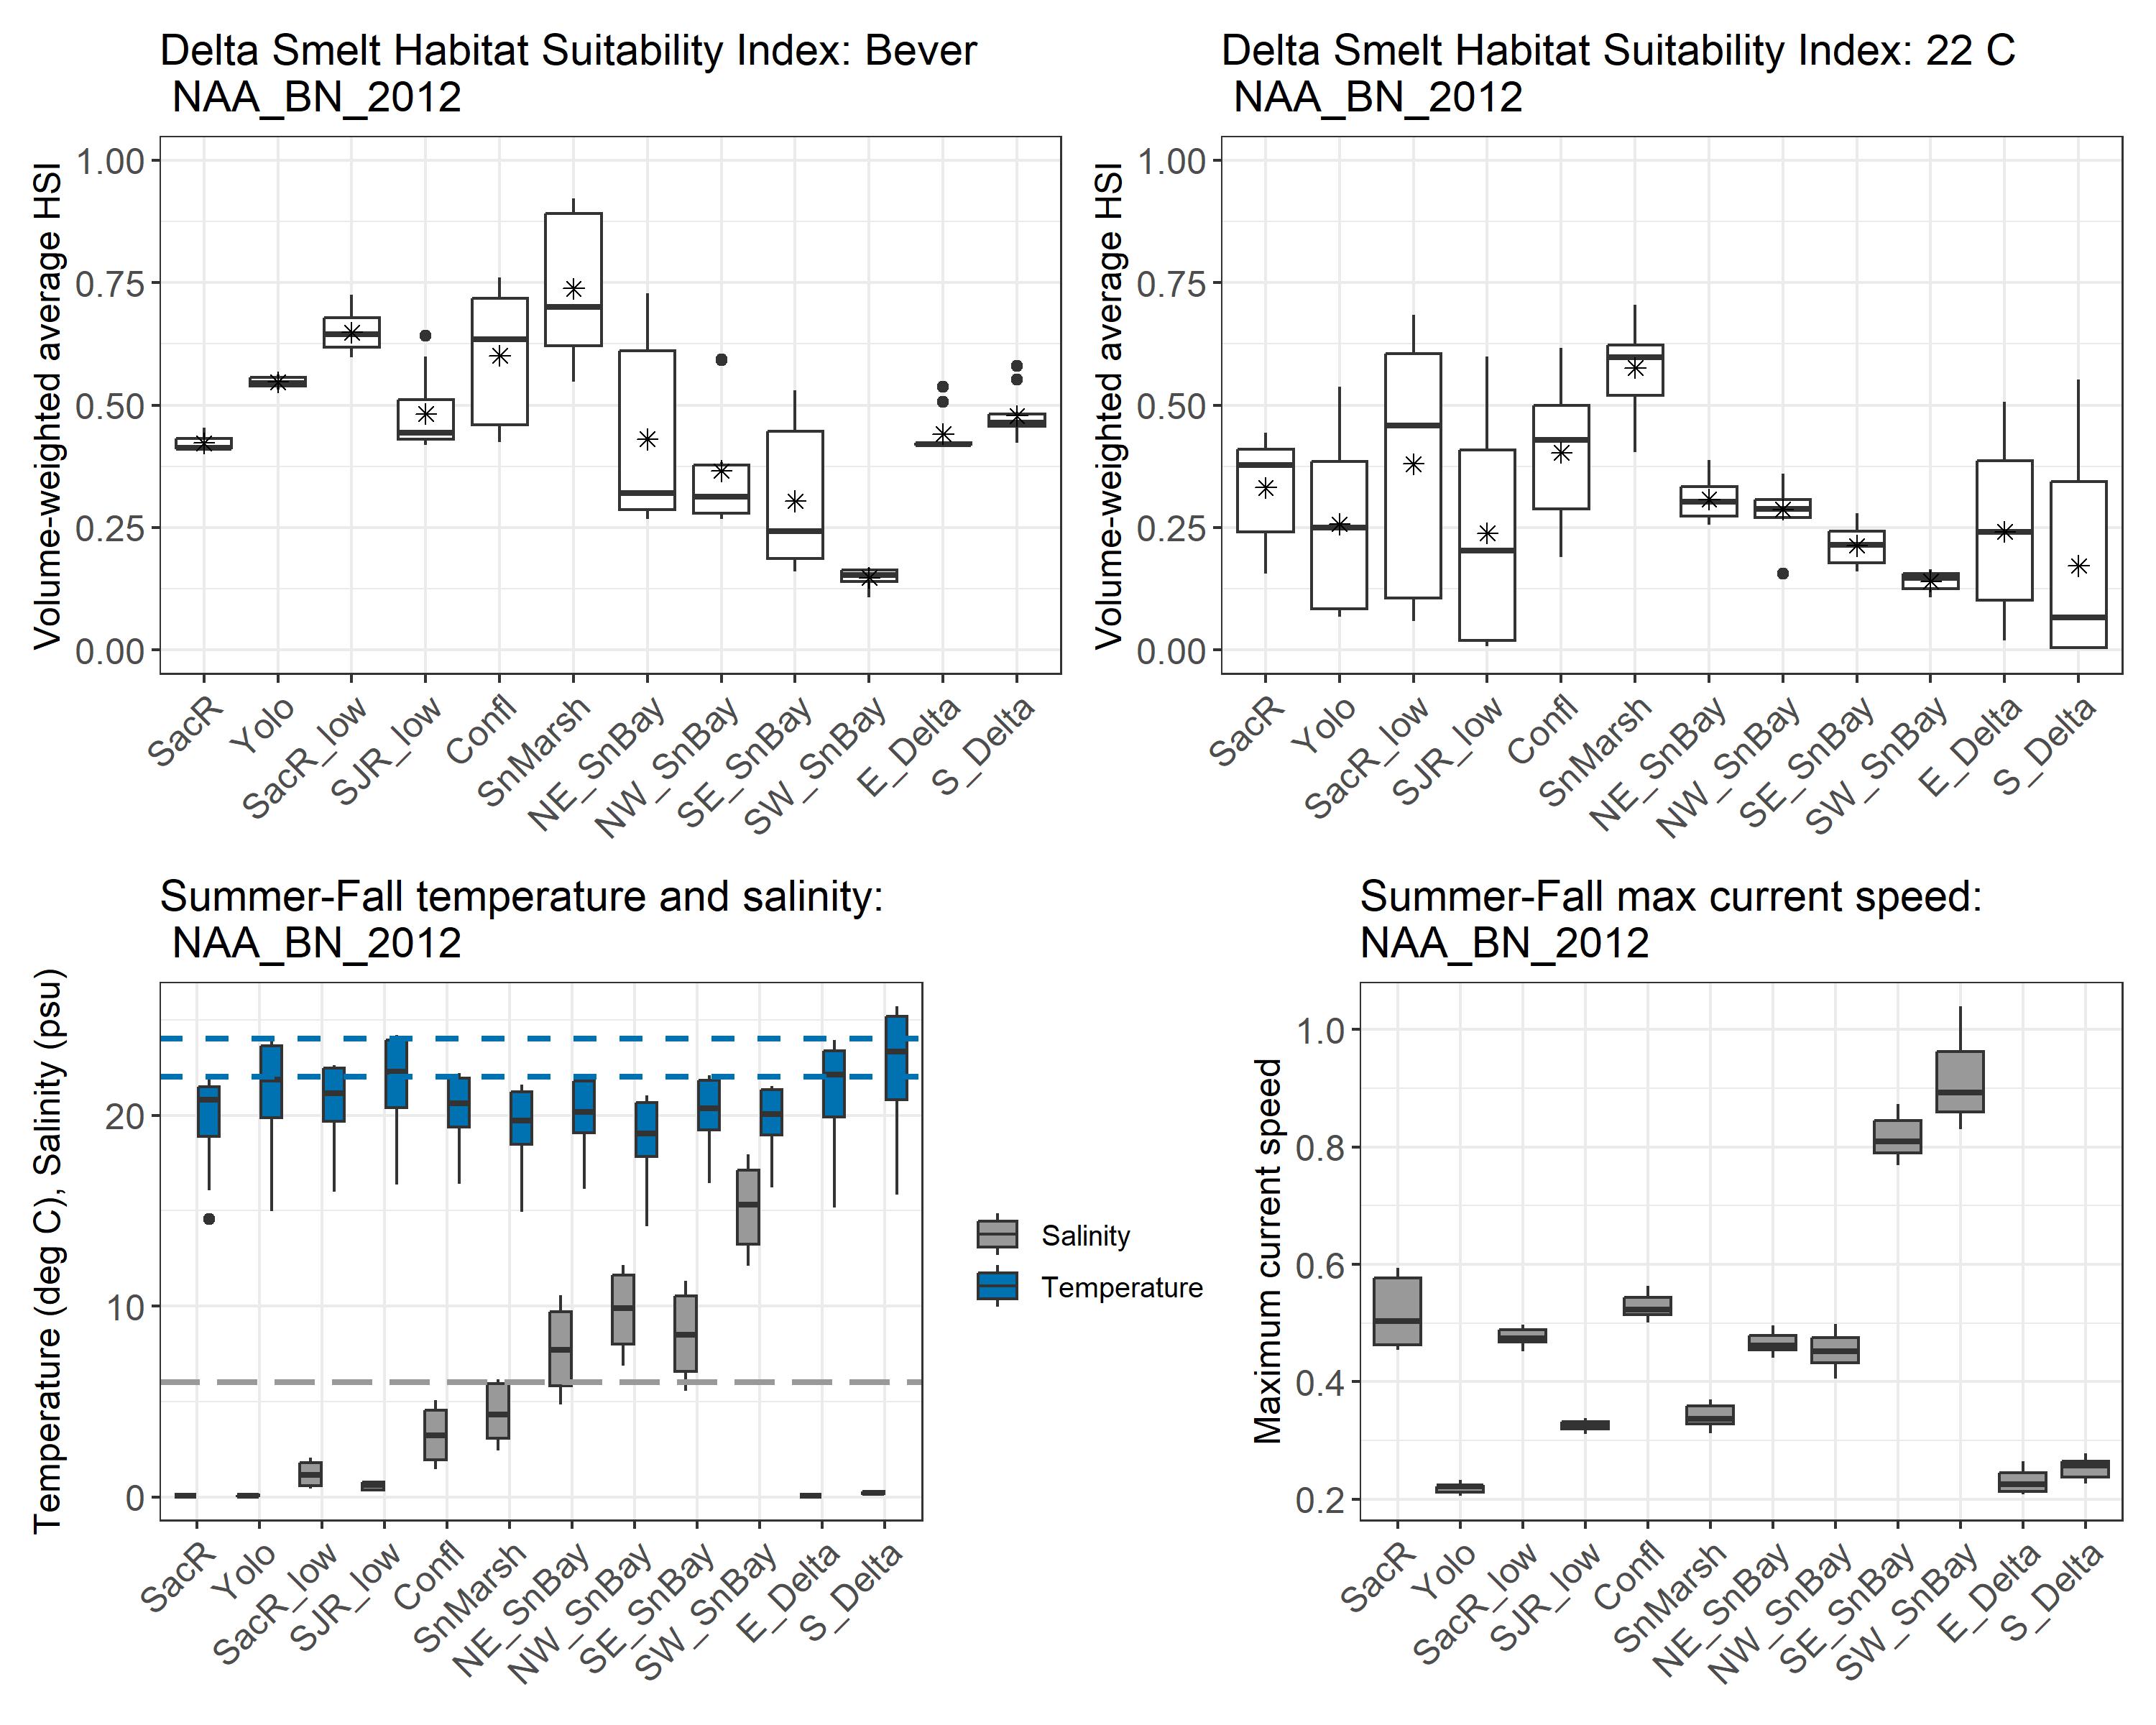 Delta Smelt Habitat Suitability Index: Bever
NAA_BN_2012
Volume-weighted average HSI
1.00
0.75
0.50
0.25
0.00
SacR
Yolo
SacR_low
SJR_low
Confl
SnMarsh
NE_SnBay
NW_SnBay
SE_SnBay
SW_SnBay
E_Delta
S_Delta
Delta Smelt Habitat Suitability Index: 22 C
NAA_BN_2012
Volume-weighted average HSI
1.00
0.75
0.50
0.25
0.00
SacR
Yolo
SacR_low
SJR_low
Confl
SnMarsh
NE_SnBay
NW_SnBay
SE_SnBay
SW_SnBay
E_Delta
S_Delta
Summer-Fall temperature and salinity:
NAA_BN_2012
Temperature (deg C), Salinity (psu)
20
10
0
SacR
Yolo
SacR_low
SJR_low
Confl
SnMarsh
NE_SnBay
NW_SnBay
SE_SnBay
SW_SnBay
E_Delta
S_Delta
Salinity
Temperature
Summer-Fall max current speed:
NAA_BN_2012
Maximum current speed
1.0
0.8
0.6
0.4
0.2
SacR
Yolo
SacR_low
SJR_low
Confl
SnMarsh
NE_SnBay
NW_SnBay
SE_SnBay
SW_SnBay
E_Delta
S_Delta